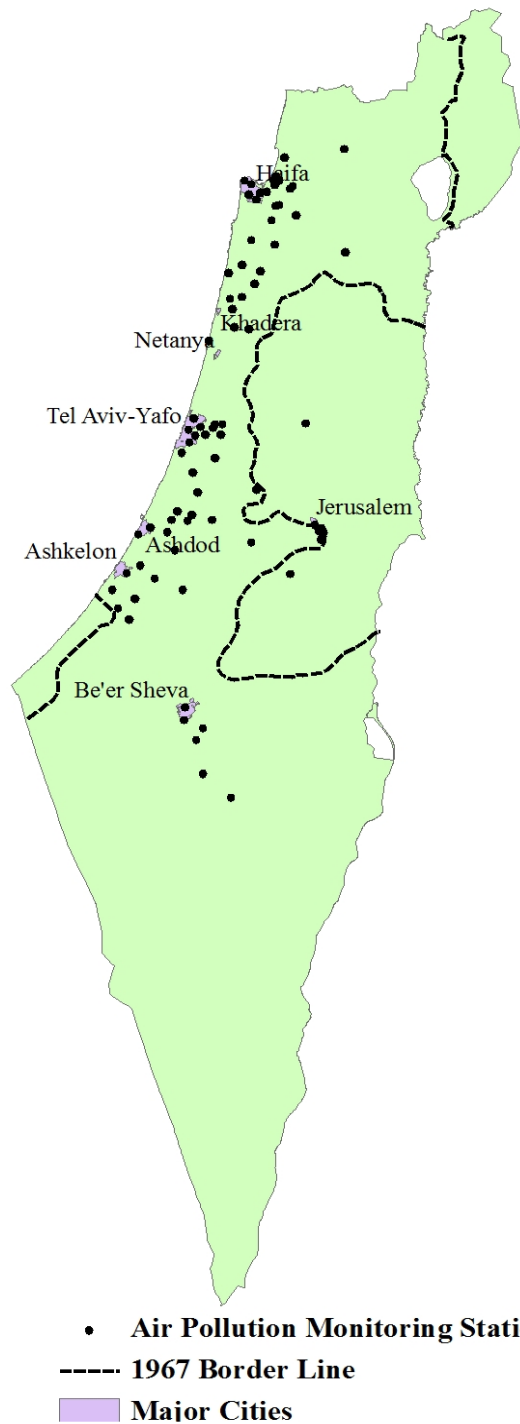 Haifa
Khadera
Netanya
Tel Aviv-Yafo
Jerusalem
Ashdod
Ashkelon
Be'er Sheva
Air Pollution Monitoring Stati
1967 Border Line
Major Cities